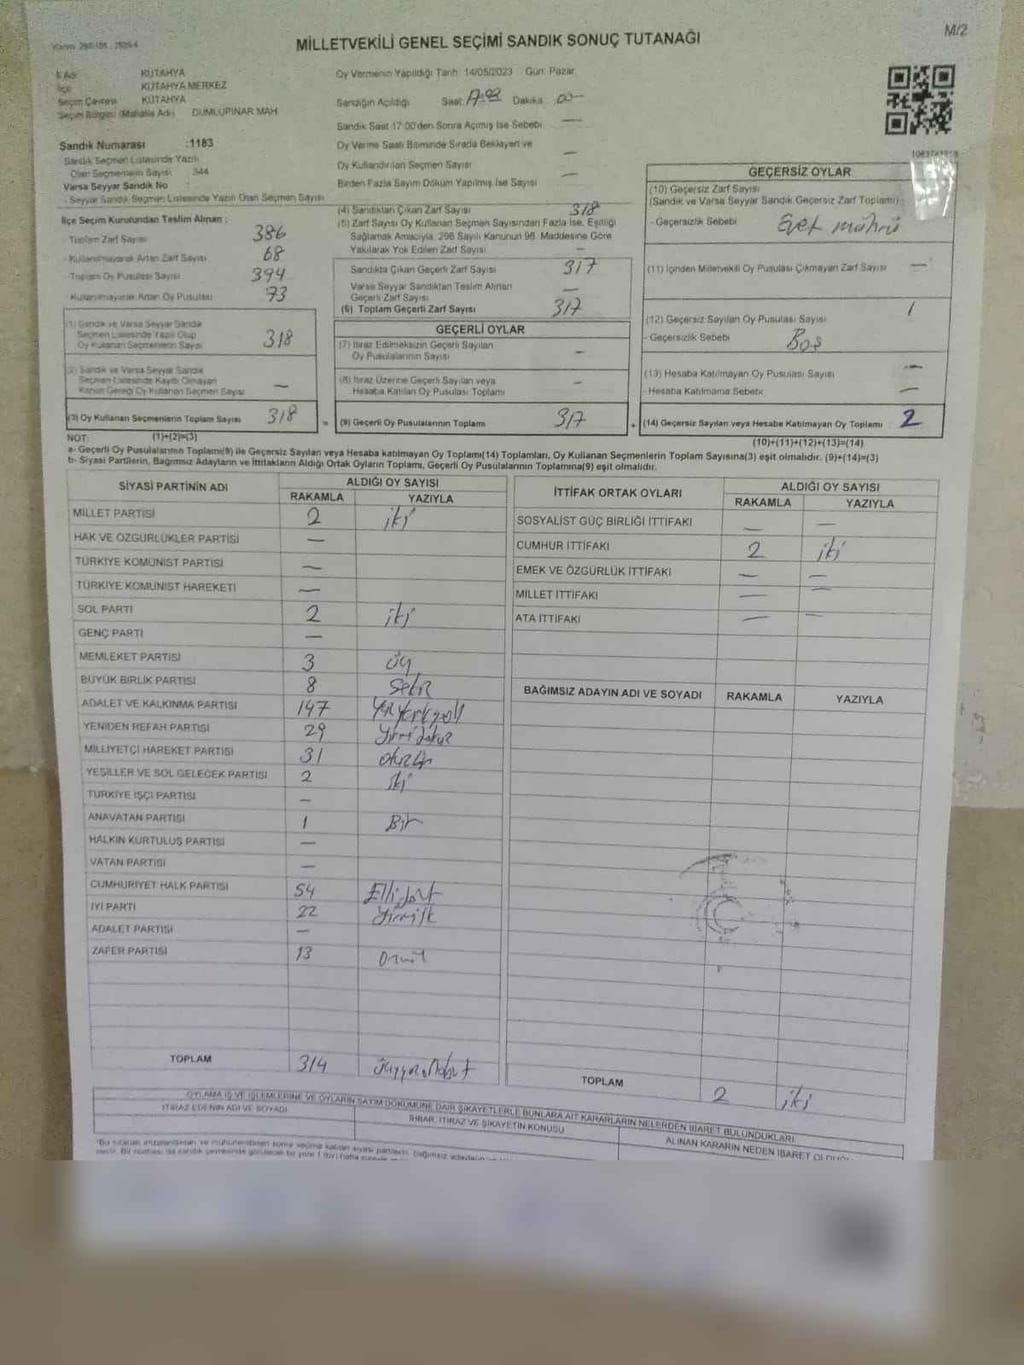 M/2
MİLLETVEKİLİ GENEL SEÇİMİ SANDIK SONUÇ TUTANAĞI
İl Adı KÜTAHYA
İlçe KÜTAHYA MERKEZ
Seçim Çevresi KÜTAHYA
Seçim Bölgesi (Mahalle Adı) DUMLUPINAR MAH
Sandık Numarası :1183
Sandık Seçmen Listesinde Yazılı
Olan Seçmenlerin Sayısı 344
Varsa Seyyar Sandık No
- Seyyar Sandık Seçmen Listesinde Yazılı Olan Seçmen Sayısı
İlçe Seçim Kurulundan Teslim Alınan :
- Toplam Zarf Sayısı 386
- Kullanılmayarak Artan Zarf Sayısı 68
- Toplam Oy Pusulası Sayısı 394
- Kullanılmayarak Artan Oy Pusulası 73
Oy Vermenin Yapıldığı Tarih: 14/05/2023 Gün: Pazar
Sandığın Açıldığı Saat: 17:00 Dakika 00
Sandık Saat 17:00'den Sonra Açılmış İse Sebebi —
Oy Verme Saati Bitiminde Sırada Bekleyen ve
Oy Kullandırılan Seçmen Sayısı —
Birden Fazla Sayım Döküm Yapılmış İse Sayısı —
(1) Sandık ve Varsa Seyyar Sandık
Seçmen Listesinde Yazılı Olup
Oy Kullanan Seçmenlerin Sayısı 318
(2) Sandık ve Varsa Seyyar Sandık
Seçmen Listesinde Kayıtlı Olmayan
Kanun Gereği Oy Kullanan Seçmen Sayısı —
(3) Oy Kullanan Seçmenlerin Toplam Sayısı 318
(4) Sandıktan Çıkan Zarf Sayısı 318
(5) Zarf Sayısı Oy Kullanan Seçmen Sayısından Fazla İse, Eşitliği
Sağlamak Amacıyla, 298 Sayılı Kanunun 98. Maddesine Göre
Yakılarak Yok Edilen Zarf Sayısı —
Sandıkta Çıkan Geçerli Zarf Sayısı 317
Varsa Seyyar Sandıktan Teslim Alınan
Geçerli Zarf Sayısı —
(6) Toplam Geçerli Zarf Sayısı 317
GEÇERLİ OYLAR
(7) İtiraz Edilmeksizin Geçerli Sayılan
Oy Pusulalarının Sayısı —
(8) İtiraz Üzerine Geçerli Sayılan veya
Hesaba Katılan Oy Pusulası Toplamı —
= (9) Geçerli Oy Pusulalarının Toplamı 317
GEÇERSİZ OYLAR
(10) Geçersiz Zarf Sayısı
(Sandık ve Varsa Seyyar Sandık Geçersiz Zarf Toplamı)
- Geçersizlik Sebebi Evet mührü
(11) İçinden Milletvekili Oy Pusulası Çıkmayan Zarf Sayısı —
(12) Geçersiz Sayılan Oy Pusulası Sayısı 1
- Geçersizlik Sebebi Boş
(13) Hesaba Katılmayan Oy Pusulası Sayısı —
- Hesaba Katılmama Sebebi —
+ (14) Geçersiz Sayılan veya Hesaba Katılmayan Oy Toplamı 2
NOT: (1)+(2)=(3) (10)+(11)+(12)+(13)=(14)
a- Geçerli Oy Pusulalarının Toplamı(9) ile Geçersiz Sayılan veya Hesaba katılmayan Oy Toplamı(14) Toplamları, Oy Kullanan Seçmenlerin Toplam Sayısına(3) eşit olmalıdır. (9)+(14)=(3)
b- Siyasi Partilerin, Bağımsız Adayların ve İttifakların Aldığı Ortak Oyların Toplamı, Geçerli Oy Pusulalarının Toplamına(9) eşit olmalıdır.
SİYASİ PARTİNİN ADI ALDIĞI OY SAYISI
RAKAMLA YAZIYLA
MİLLET PARTİSİ 2 iki
HAK VE ÖZGÜRLÜKLER PARTİSİ —
TÜRKİYE KOMÜNİST PARTİSİ —
TÜRKİYE KOMÜNİST HAREKETİ —
SOL PARTİ 2 iki
GENÇ PARTİ —
MEMLEKET PARTİSİ 3 üç
BÜYÜK BİRLİK PARTİSİ 8 sekiz
ADALET VE KALKINMA PARTİSİ 147
YENİDEN REFAH PARTİSİ 29 yirmidokuz
MİLLİYETÇİ HAREKET PARTİSİ 31 otuzbir
YEŞİLLER VE SOL GELECEK PARTİSİ 2 iki
TÜRKİYE İŞÇİ PARTİSİ —
ANAVATAN PARTİSİ 1 Bir
HALKIN KURTULUŞ PARTİSİ —
VATAN PARTİSİ —
CUMHURİYET HALK PARTİSİ 54 Ellidört
İYİ PARTİ 22 yirmiiki
ADALET PARTİSİ —
ZAFER PARTİSİ 13 onüç
TOPLAM 314 üçyüzondört
İTTİFAK ORTAK OYLARI ALDIĞI OY SAYISI
RAKAMLA YAZIYLA
SOSYALİST GÜÇ BİRLİĞİ İTTİFAKI — —
CUMHUR İTTİFAKI 2 iki
EMEK VE ÖZGÜRLÜK İTTİFAKI — —
MİLLET İTTİFAKI — —
ATA İTTİFAKI — —
BAĞIMSIZ ADAYIN ADI VE SOYADI RAKAMLA YAZIYLA
TOPLAM 2 iki
OYLAMA İŞ VE İŞLEMLERİNE VE OYLARIN SAYIM DÖKÜMÜNE DAİR ŞİKAYETLERLE BUNLARA AİT KARARLARIN NELERDEN İBARET BULUNDUKLARI
İTİRAZ EDENİN ADI VE SOYADI İHBAR, İTİRAZ VE ŞİKAYETİN KONUSU ALINAN KARARIN NEDEN İBARET OLDUĞU